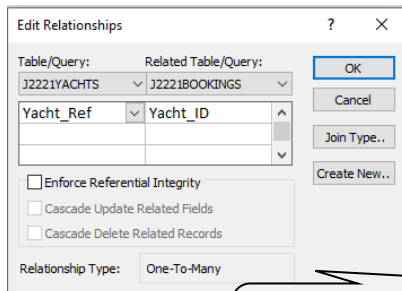 Edit Relationships ? ×
Table/Query: Related Table/Query:
J2221YACHTS J2221BOOKINGS
Yacht_Ref Yacht_ID
OK
Cancel
Join Type..
Create New..
Enforce Referential Integrity
Cascade Update Related Fields
Cascade Delete Related Records
Relationship Type: One-To-Many